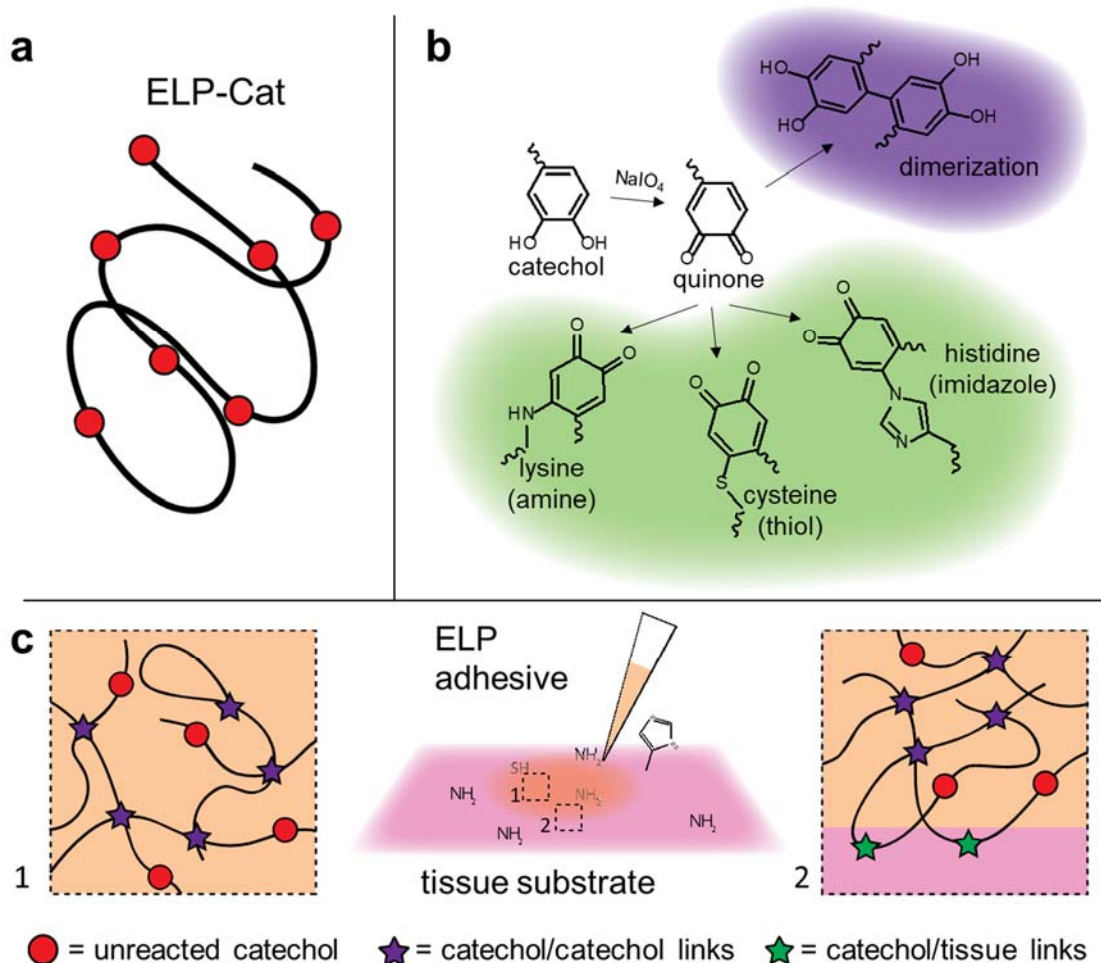 a
ELP-Cat
b
HO
OH
catechol
NaIO₄
O
O
quinone
HO
HO
OH
OH
dimerization
O
O
HN
lysine
(amine)
O
O
S
cysteine
(thiol)
O
O
N
N
histidine
(imidazole)
c
1
ELP
adhesive
SH
NH₂
1
NH₂
NH₂
2
NH₂
NH₂
tissue substrate
2
= unreacted catechol
= catechol/catechol links
= catechol/tissue links